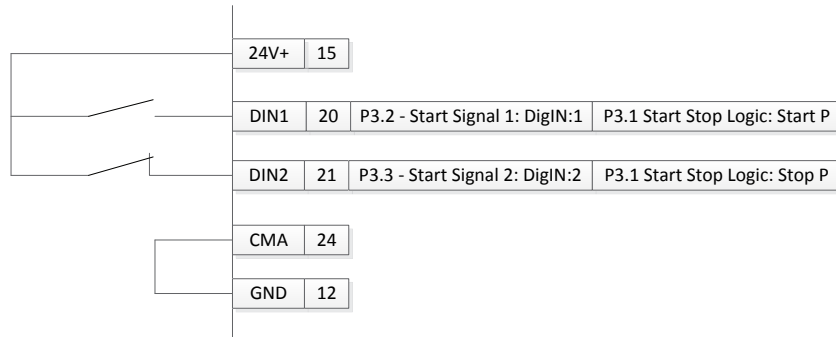 24V+ 15
DIN1 20 P3.2 - Start Signal 1: DigIN:1 P3.1 Start Stop Logic: Start P
DIN2 21 P3.3 - Start Signal 2: DigIN:2 P3.1 Start Stop Logic: Stop P
CMA 24
GND 12